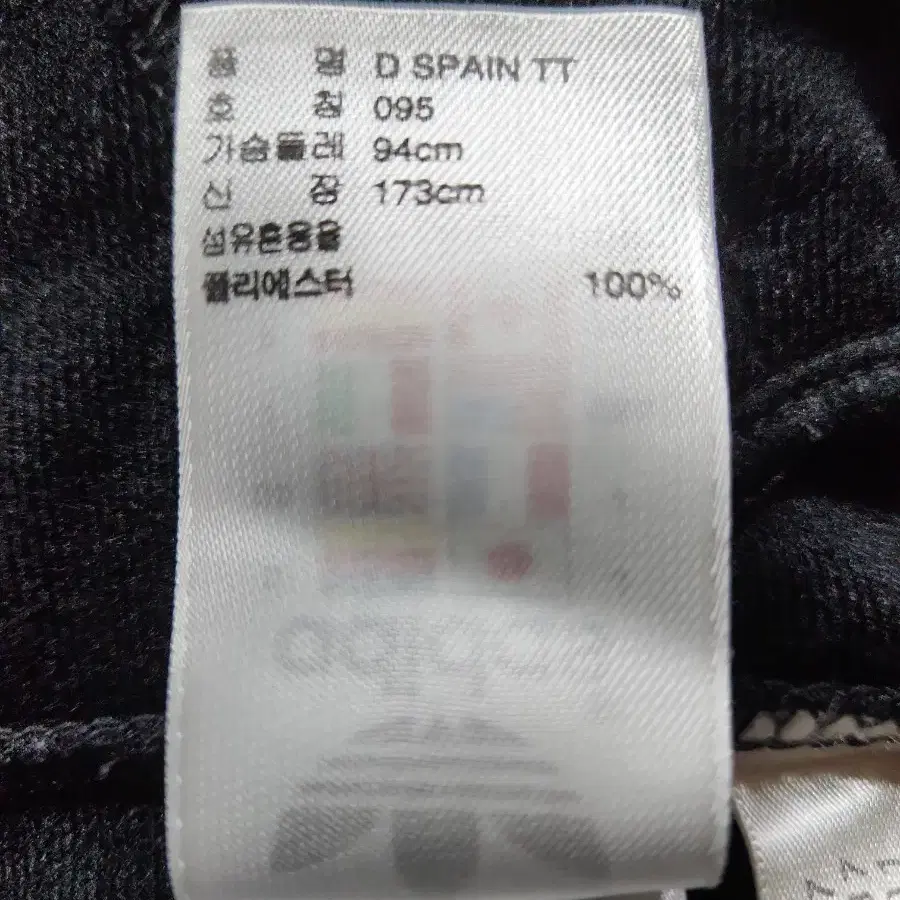 품 명 D SPAIN TT
호 칭 095
가슴둘레 94cm
신 장 173cm
섬유혼용율
폴리에스터 100%